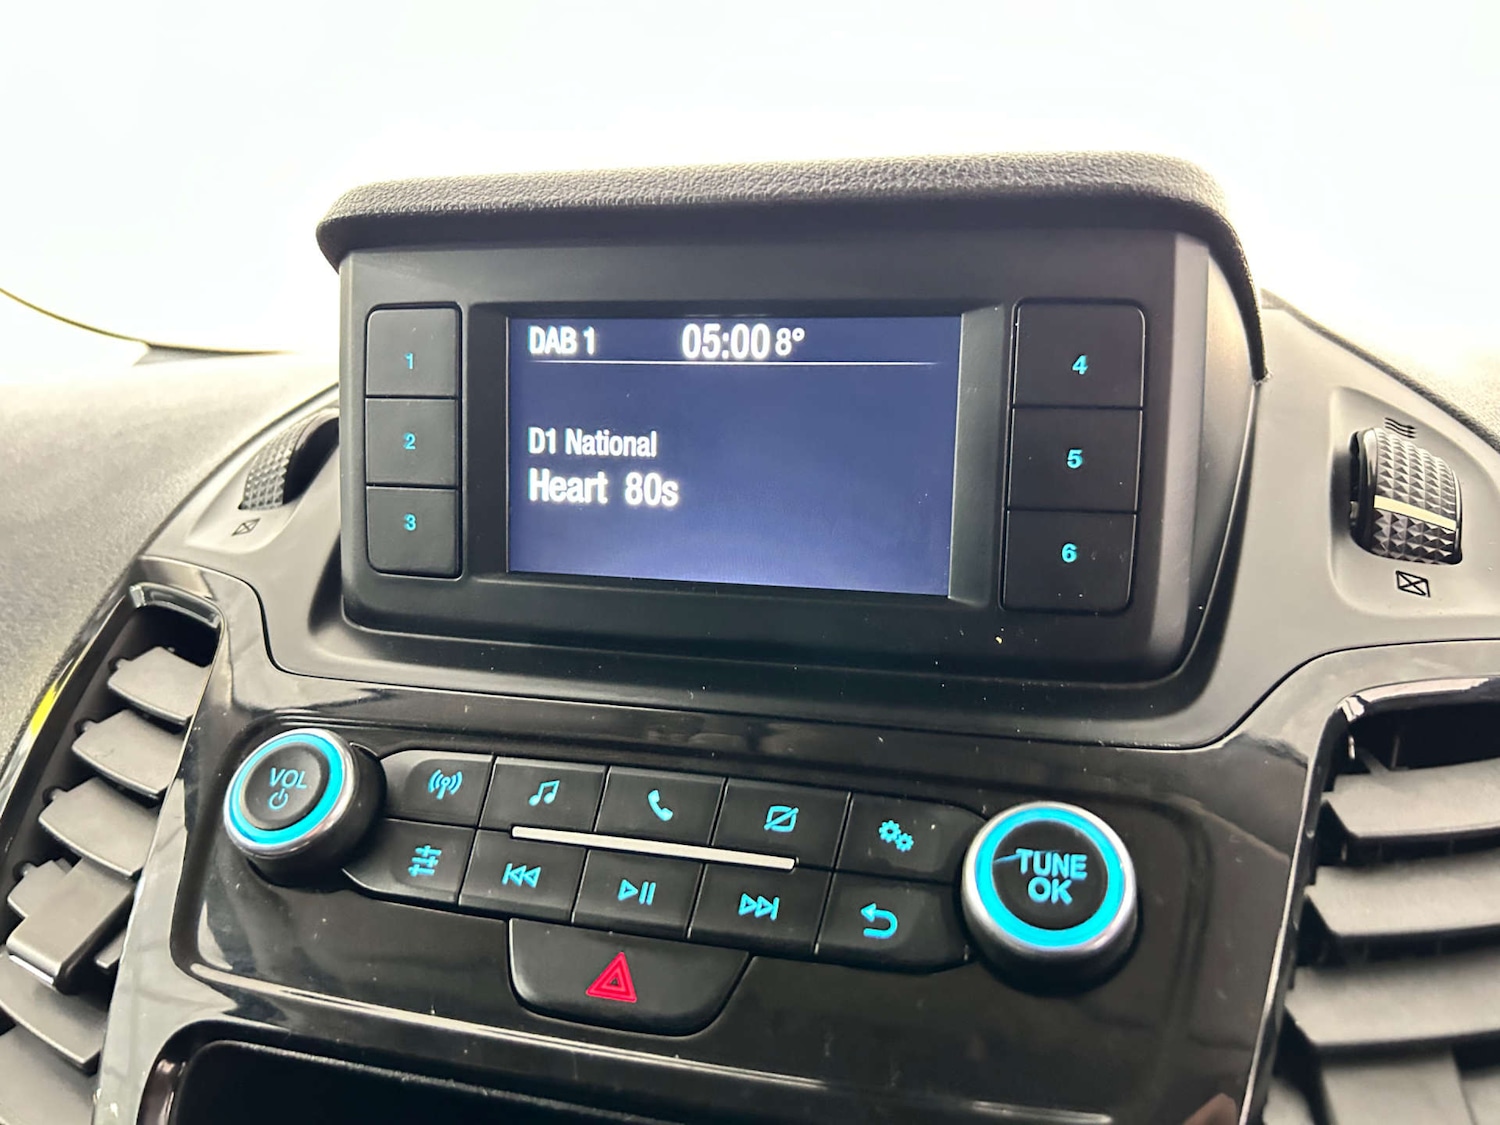 DAB 1 05:00 8°
D1 National
Heart 80s
1
2
3
4
5
6
VOL
TUNE
OK